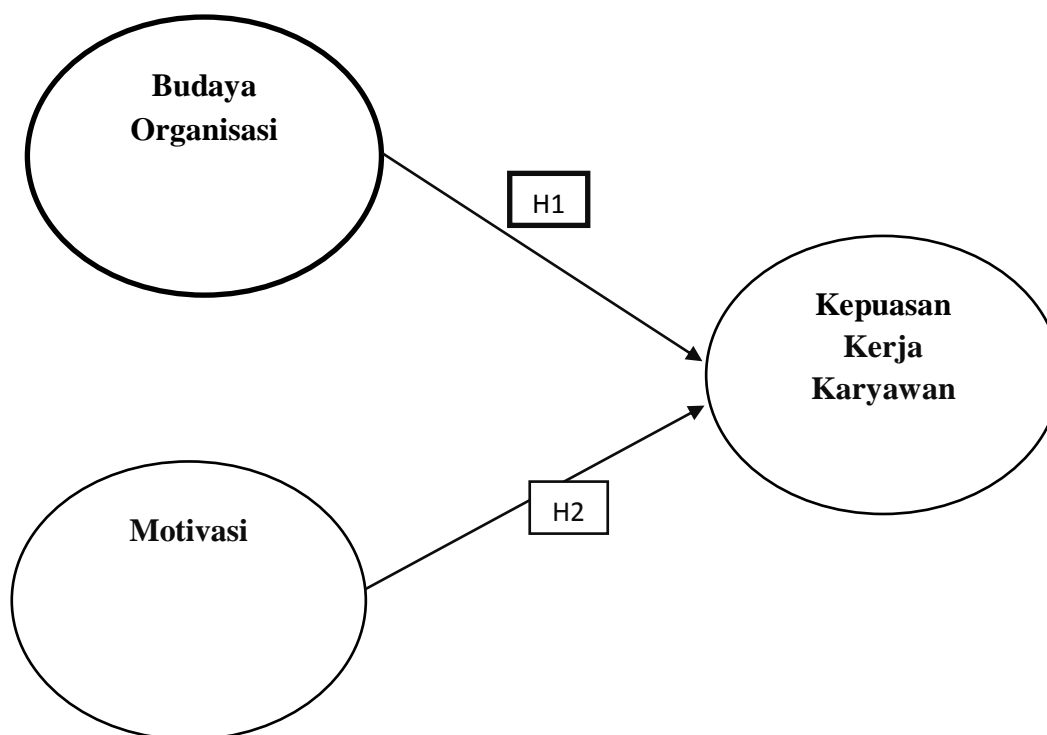 Budaya
Organisasi
H1
Kepuasan
Kerja
Karyawan
H2
Motivasi